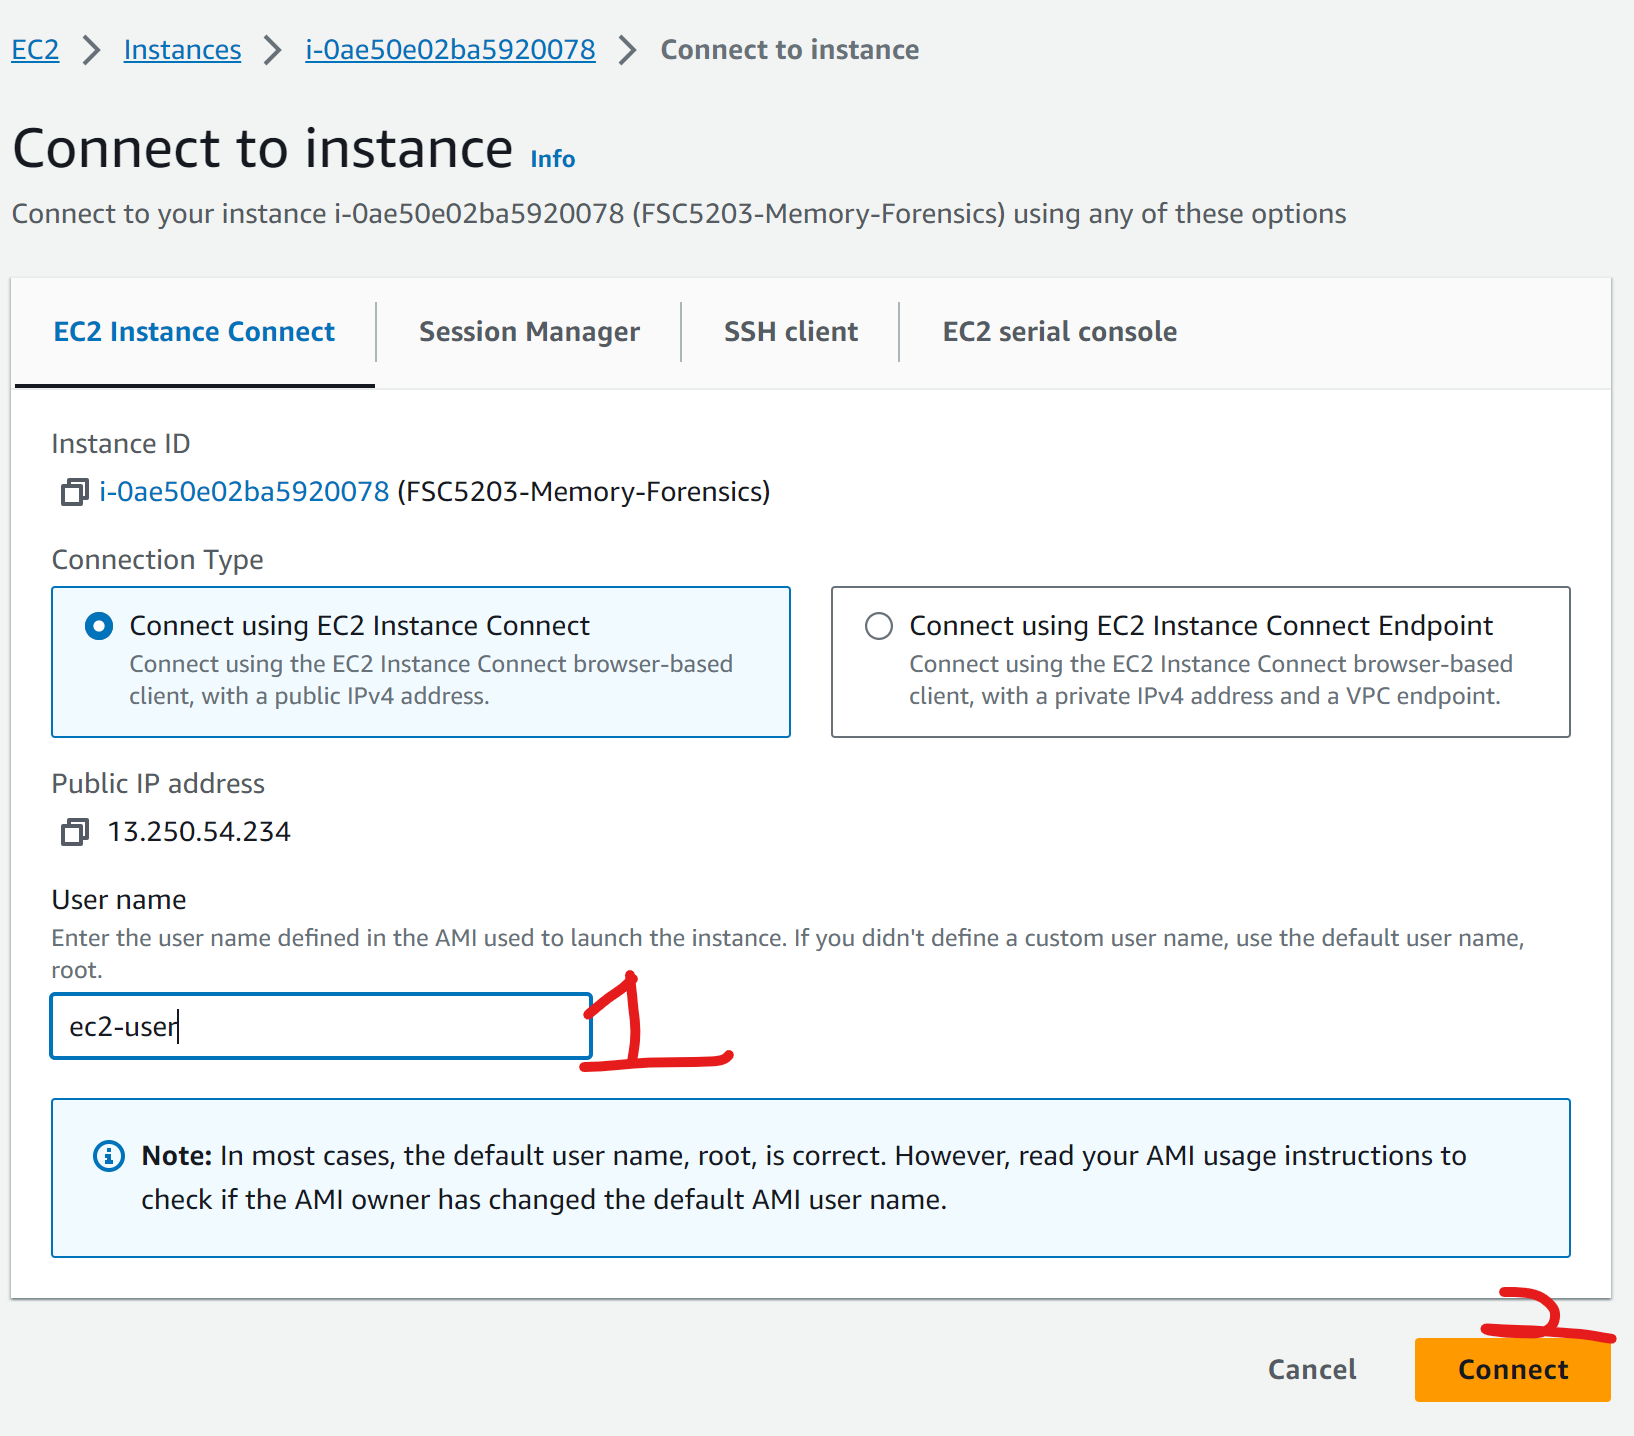 EC2 > Instances > i-0ae50e02ba5920078 > Connect to instance
Connect to instance Info
Connect to your instance i-0ae50e02ba5920078 (FSC5203-Memory-Forensics) using any of these options
EC2 Instance Connect Session Manager SSH client EC2 serial console
Instance ID
i-0ae50e02ba5920078 (FSC5203-Memory-Forensics)
Connection Type
Connect using EC2 Instance Connect
Connect using the EC2 Instance Connect browser-based
client, with a public IPv4 address.
Connect using EC2 Instance Connect Endpoint
Connect using the EC2 Instance Connect browser-based
client, with a private IPv4 address and a VPC endpoint.
Public IP address
13.250.54.234
User name
Enter the user name defined in the AMI used to launch the instance. If you didn't define a custom user name, use the default user name,
root.
ec2-user
1
Note: In most cases, the default user name, root, is correct. However, read your AMI usage instructions to
check if the AMI owner has changed the default AMI user name.
2
Cancel Connect